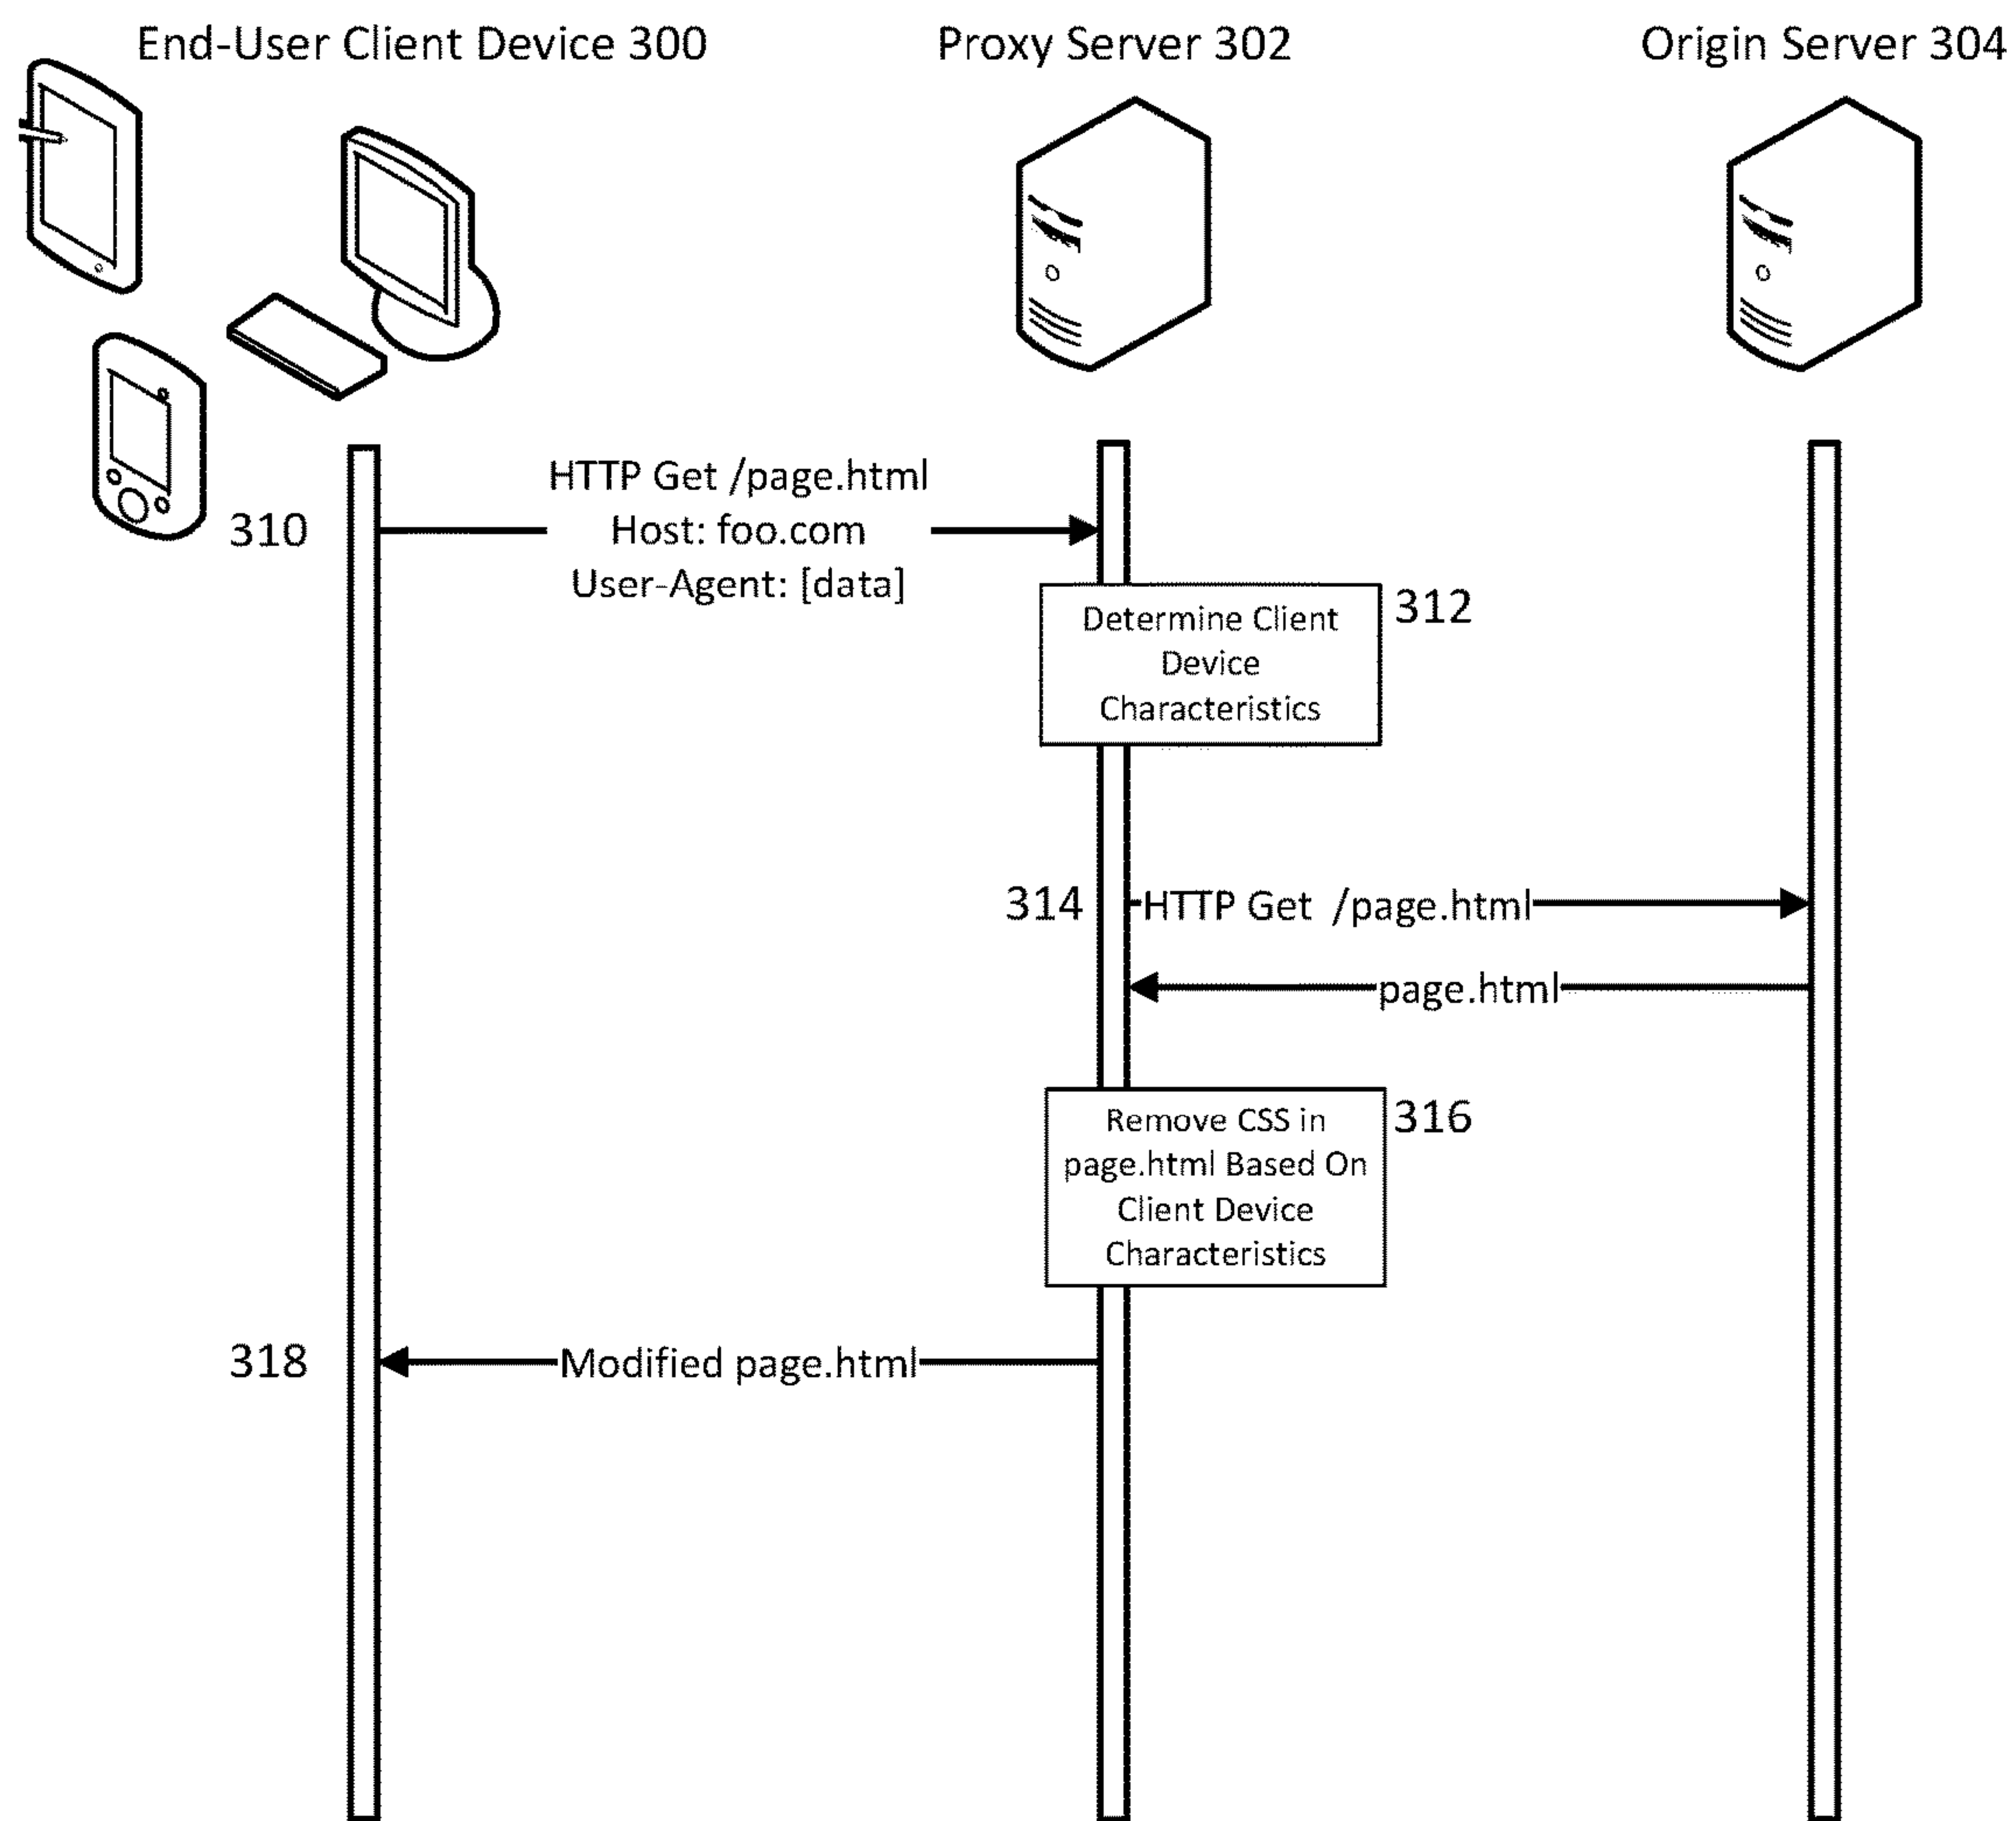 End-User Client Device 300
Proxy Server 302
Origin Server 304
HTTP Get /page.html
310
Host: foo.com
User-Agent: [data]
312
Determine Client
Device
Characteristics
314
HTTP Get /page.html
page.html
316
Remove CSS in
page.html Based On
Client Device
Characteristics
318
Modified page.html